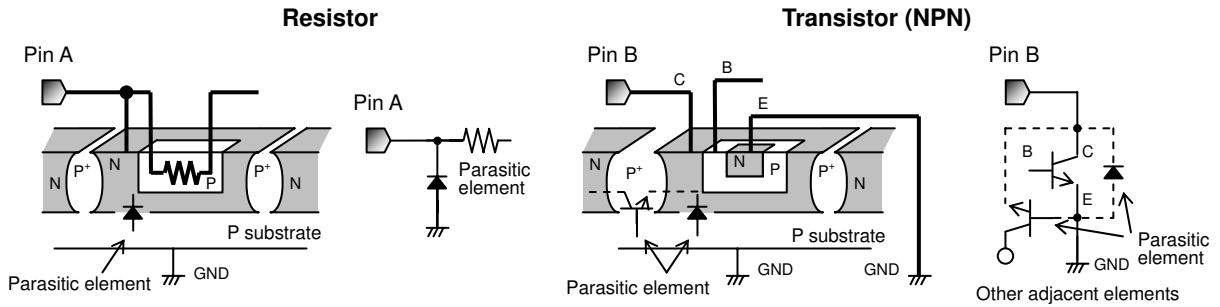 Resistor
Transistor (NPN)
Pin A
N
P+
N
P
P+
N
P substrate
Parasitic element
GND
Pin A
Parasitic
element
Pin B
C
B
E
N
P+
N
N
P
P+
N
P substrate
Parasitic element
GND
GND
Pin B
B
C
E
Parasitic
element
GND
Other adjacent elements